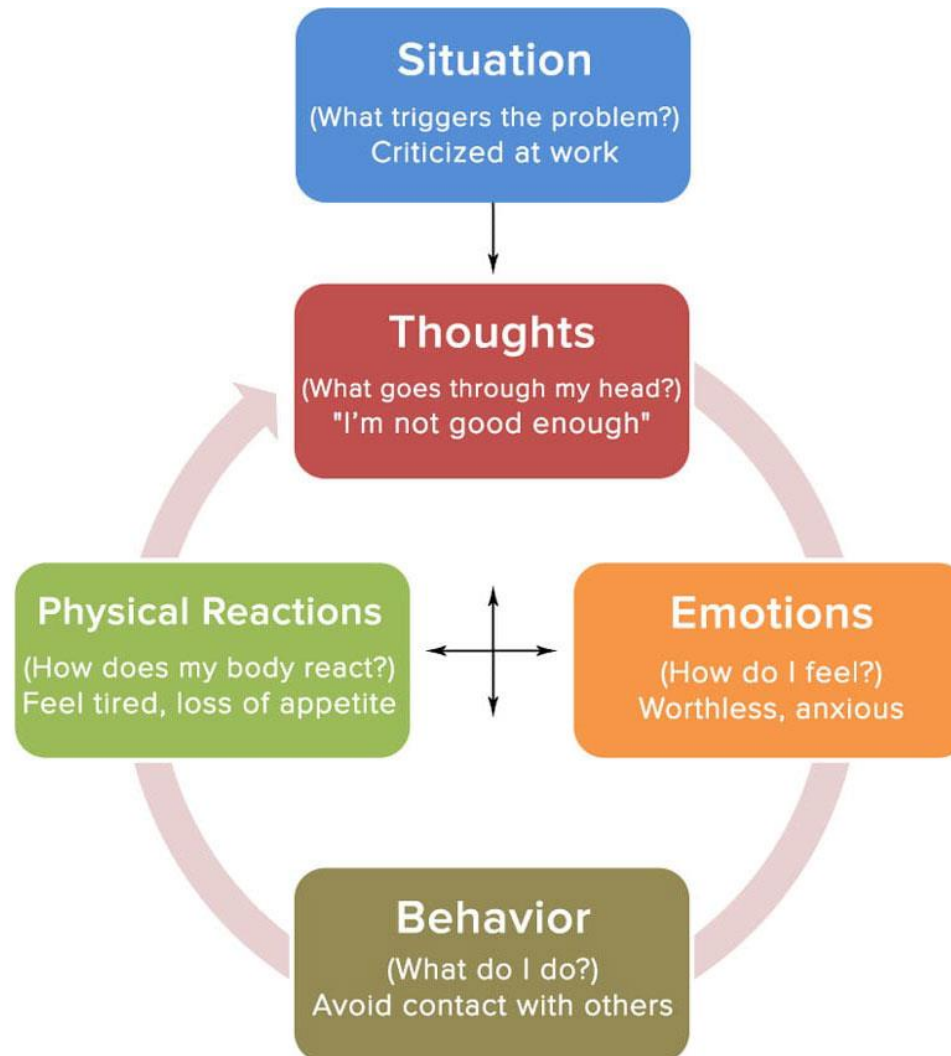 Situation
(What triggers the problem?)
Criticized at work
Thoughts
(What goes through my head?)
"I'm not good enough"
Physical Reactions
(How does my body react?)
Feel tired, loss of appetite
Emotions
(How do I feel?)
Worthless, anxious
Behavior
(What do I do?)
Avoid contact with others